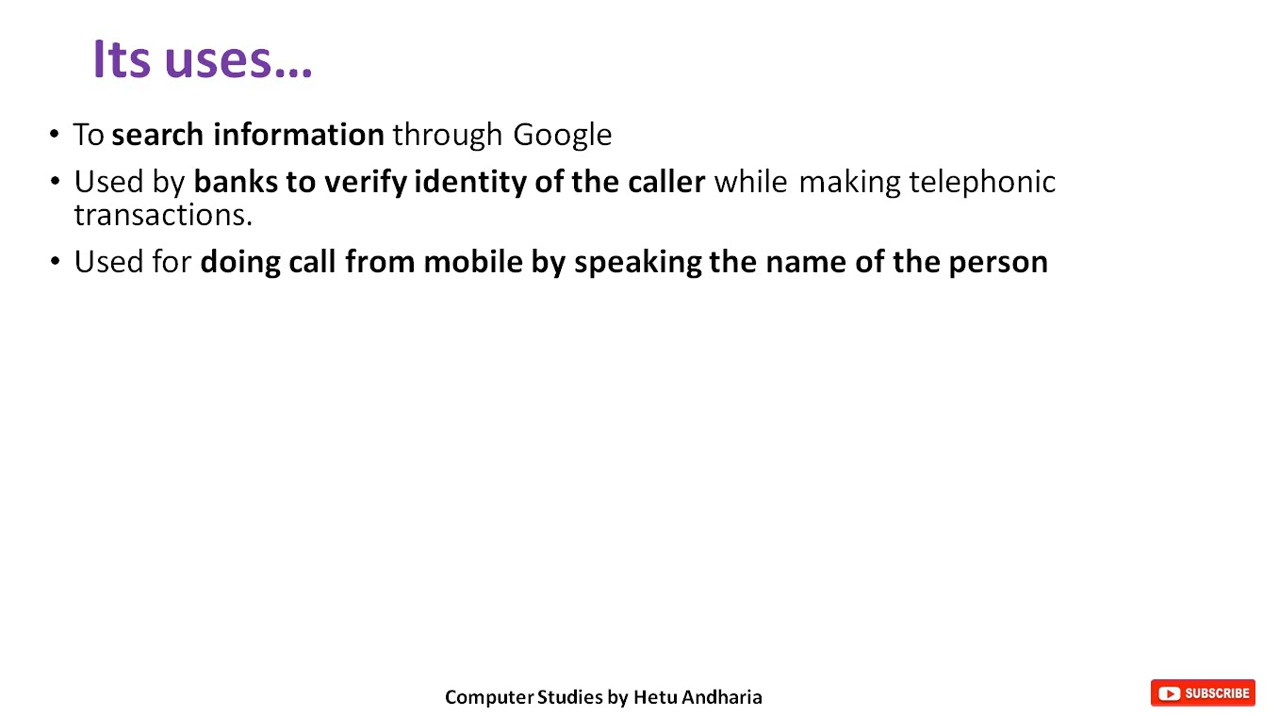 Its uses...
• To search information through Google
• Used by banks to verify identity of the caller while making telephonic
transactions.
• Used for doing call from mobile by speaking the name of the person
Computer Studies by Hetu Andharia
SUBSCRIBE